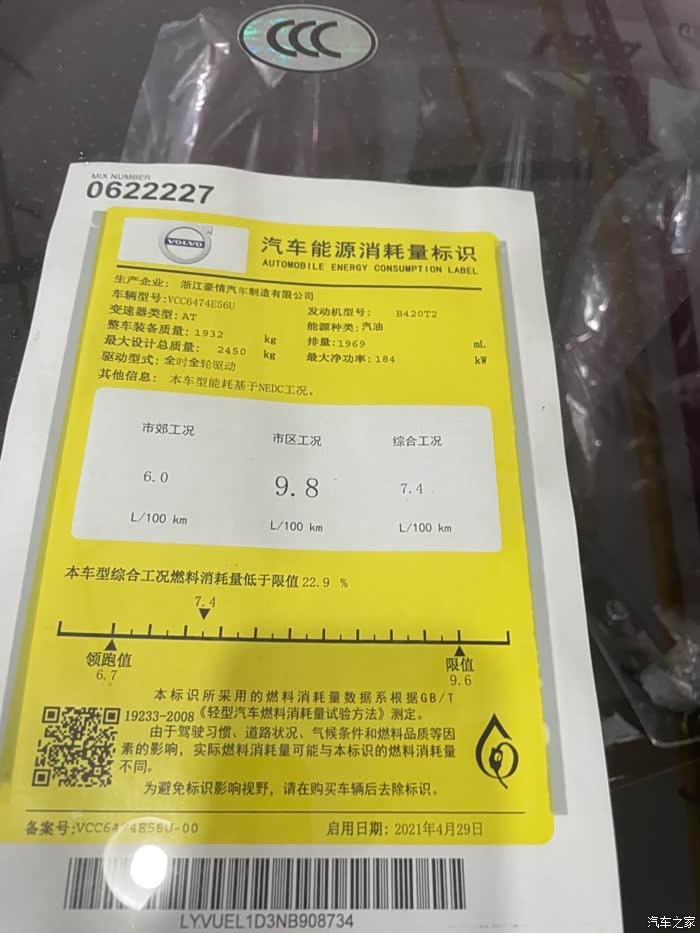 CCC
MIX NUMBER
0622227
VOLVO
汽车能源消耗量标识
AUTOMOBILE ENERGY CONSUMPTION LABEL
生产企业: 浙江豪情汽车制造有限公司
车辆型号:VCC6474E56U
发动机型号: B420T2
变速器类型:AT
能源种类:汽油
整车装备质量:1932 kg
排量:1969 mL
最大设计总质量: 2450 kg
最大净功率:184 kW
驱动型式:全时全轮驱动
其他信息: 本车型能耗基于NEDC工况。
市郊工况 市区工况 综合工况
6.0 9.8 7.4
L/100 km L/100 km L/100 km
本车型综合工况燃料消耗量低于限值22.9 %
7.4
领跑值 限值
6.7 9.6
本标识所采用的燃料消耗量数据系根据GB/T
19233-2008《轻型汽车燃料消耗量试验方法》测定。
由于驾驶习惯、道路状况、气候条件和燃料品质等因
素的影响,实际燃料消耗量可能与本标识的燃料消耗量
不同。
为避免标识影响视野,请在购买车辆后去除标识。
备案号:VCC6474E56U-00 启用日期: 2021年4月29日
LYVUEL1D3NB908734
汽车之家